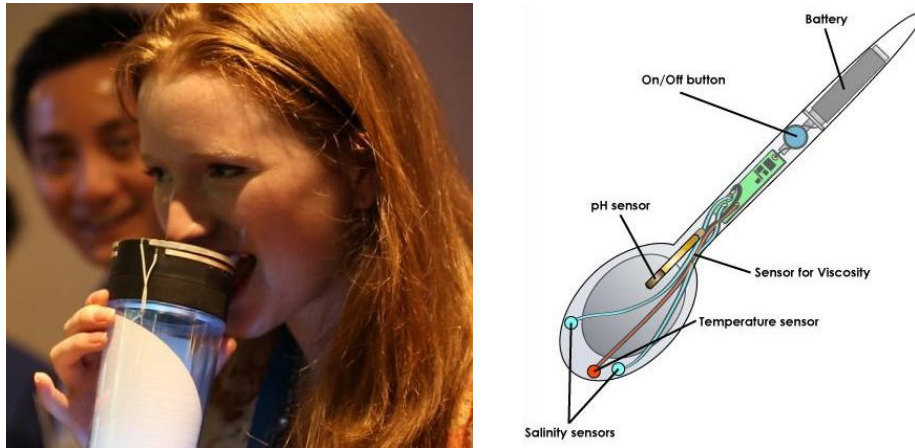 Battery
On/Off button
pH sensor
Sensor for Viscosity
Temperature sensor
Salinity sensors